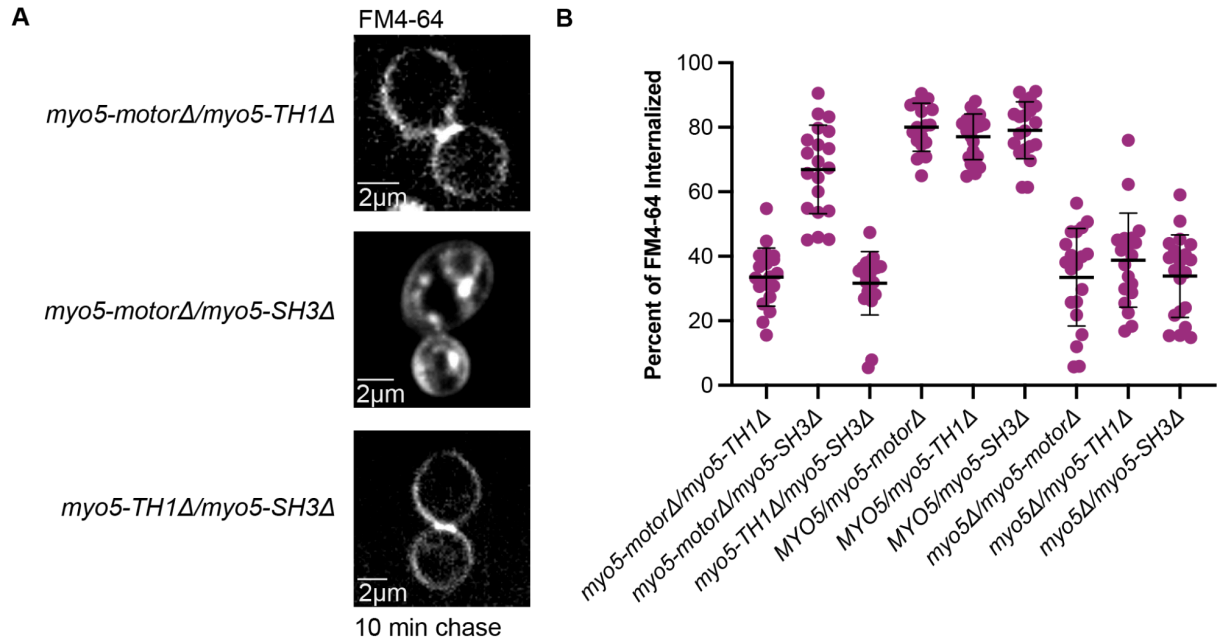 A
FM4-64
myo5-motorΔ/myo5-TH1Δ
2μm
myo5-motorΔ/myo5-SH3Δ
2μm
myo5-TH1Δ/myo5-SH3Δ
2μm
10 min chase
B
Percent of FM4-64 Internalized
100
80
60
40
20
0
myo5-motorΔ/myo5-TH1Δ
myo5-motorΔ/myo5-SH3Δ
myo5-TH1Δ/myo5-SH3Δ
MYO5/myo5-motorΔ
MYO5/myo5-TH1Δ
MYO5/myo5-SH3Δ
myo5Δ/myo5-motorΔ
myo5Δ/myo5-TH1Δ
myo5Δ/myo5-SH3Δ